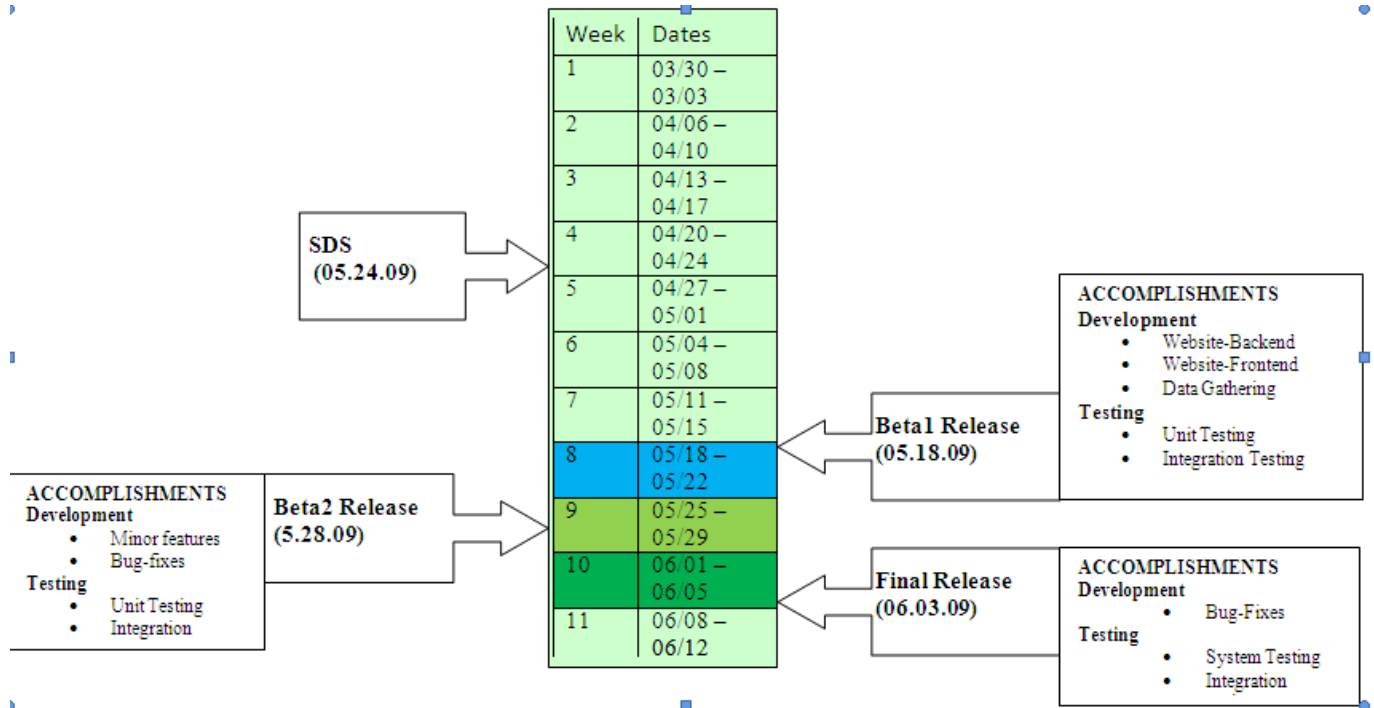 Week Dates
1 03/30 –
03/03
2 04/06 –
04/10
3 04/13 –
04/17
4 04/20 –
04/24
5 04/27 –
05/01
6 05/04 –
05/08
7 05/11 –
05/15
8 05/18 –
05/22
9 05/25 –
05/29
10 06/01 –
06/05
11 06/08 –
06/12
SDS
(05.24.09)
ACCOMPLISHMENTS
Development
• Website-Backend
• Website-Frontend
• Data Gathering
Testing
• Unit Testing
• Integration Testing
Beta1 Release
(05.18.09)
ACCOMPLISHMENTS
Development
• Minor features
• Bug-fixes
Testing
• Unit Testing
• Integration
Beta2 Release
(5.28.09)
Final Release
(06.03.09)
ACCOMPLISHMENTS
Development
• Bug-Fixes
Testing
• System Testing
• Integration